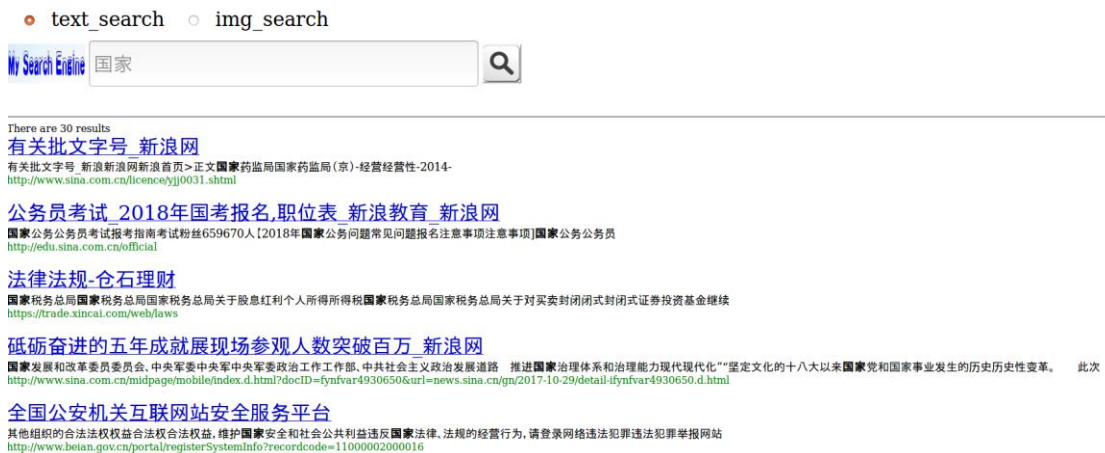 text_search img_search
My Search Engine 国家
There are 30 results
有关批文字号_新浪网
有关批文字号_新浪新浪网新浪首页>正文国家药监局国家药监局(京)-经营经营性-2014-
http://www.sina.com.cn/licence/yjj0031.shtml
公务员考试_2018年国考报名,职位表_新浪教育_新浪网
国家公务公务员考试报考指南考试粉丝659670人【2018年国家公务问题常见问题报名注意事项注意事项]国家公务公务员
http://edu.sina.com.cn/official
法律法规-仓石理财
国家税务总局国家税务总局国家税务总局关于股息红利个人所得所得税国家税务总局国家税务总局关于对买卖封闭闭式封闭式证券投资基金继续
https://trade.xincai.com/web/laws
砥砺奋进的五年成就展现场参观人数突破百万_新浪网
国家发展和改革委员委员会、中央军委中央军中央军委政治工作工作部、中共社会主义政治发展道路 推进国家治理体系和治理能力现代现代化”“坚定文化的十八大以来国家党和国家事业发生的历史历史性变革。 此次
http://www.sina.com.cn/midpage/mobile/index.d.html?docID=fynfvar4930650&url=news.sina.cn/gn/2017-10-29/detail-ifynfvar4930650.d.html
全国公安机关互联网站安全服务平台
其他组织的合法法权权益合法权合法权益,维护国家安全和社会公共利益违反国家法律、法规的经营行为,请登录网络违法犯罪违法犯罪举报网站
http://www.beian.gov.cn/portal/registerSystemInfo?recordcode=11000002000016